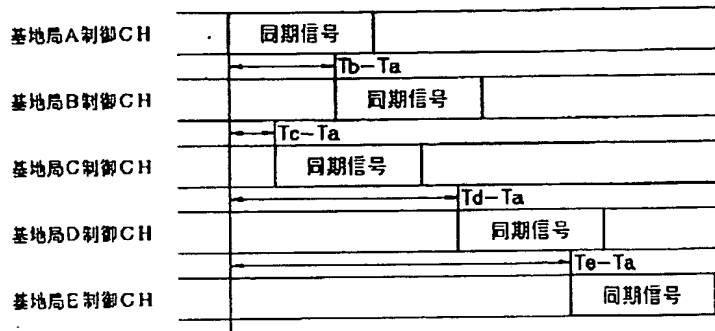 基地局A制御CH
同期信号
Tb-Ta
基地局B制御CH
同期信号
Tc-Ta
基地局C制御CH
同期信号
Td-Ta
基地局D制御CH
同期信号
Te-Ta
基地局E制御CH
同期信号